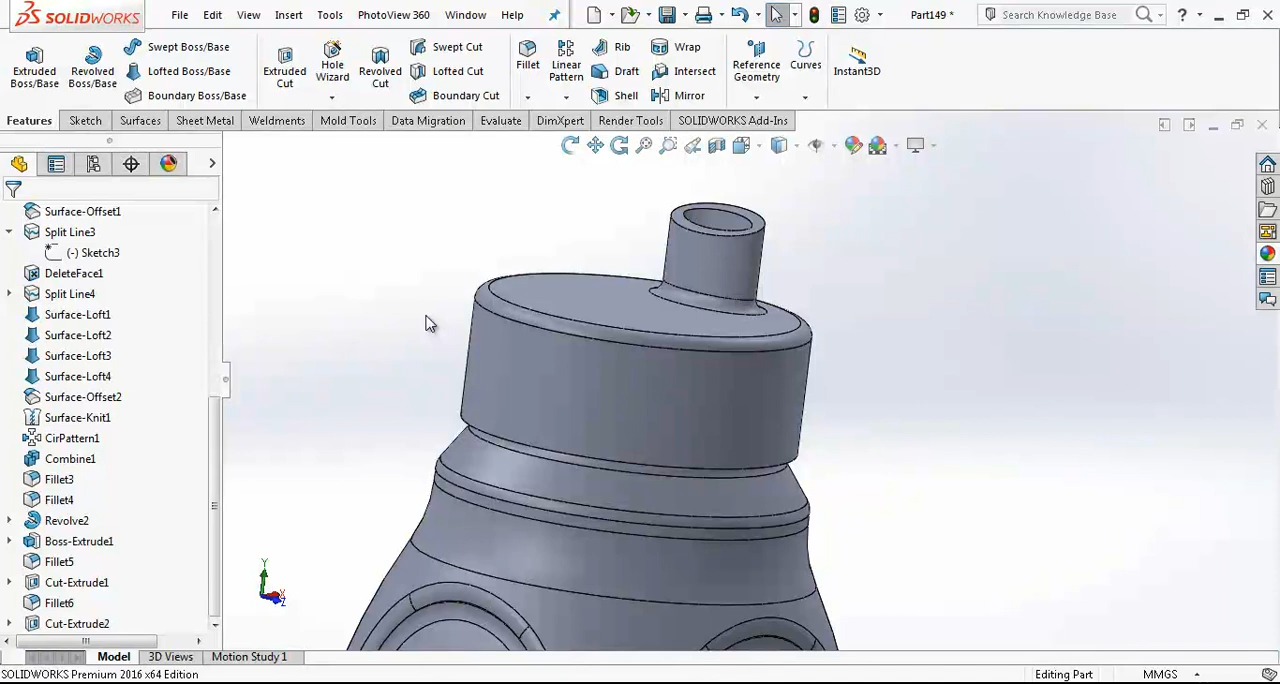 SOLIDWORKS File Edit View Insert Tools PhotoView 360 Window Help Part149 * Search Knowledge Base ?
Extruded Boss/Base
Revolved Boss/Base
Swept Boss/Base
Lofted Boss/Base
Boundary Boss/Base
Extruded Cut
Hole Wizard
Revolved Cut
Swept Cut
Lofted Cut
Boundary Cut
Fillet
Linear Pattern
Rib
Draft
Shell
Wrap
Intersect
Mirror
Reference Geometry
Curves
Instant3D
Features Sketch Surfaces Sheet Metal Weldments Mold Tools Data Migration Evaluate DimXpert Render Tools SOLIDWORKS Add-Ins
Surface-Offset1
Split Line3
(-) Sketch3
DeleteFace1
Split Line4
Surface-Loft1
Surface-Loft2
Surface-Loft3
Surface-Loft4
Surface-Offset2
Surface-Knit1
CirPattern1
Combine1
Fillet3
Fillet4
Revolve2
Boss-Extrude1
Fillet5
Cut-Extrude1
Fillet6
Cut-Extrude2
Y
X
Z
Model 3D Views Motion Study 1
SOLIDWORKS Premium 2016 x64 Edition Editing Part MMGS